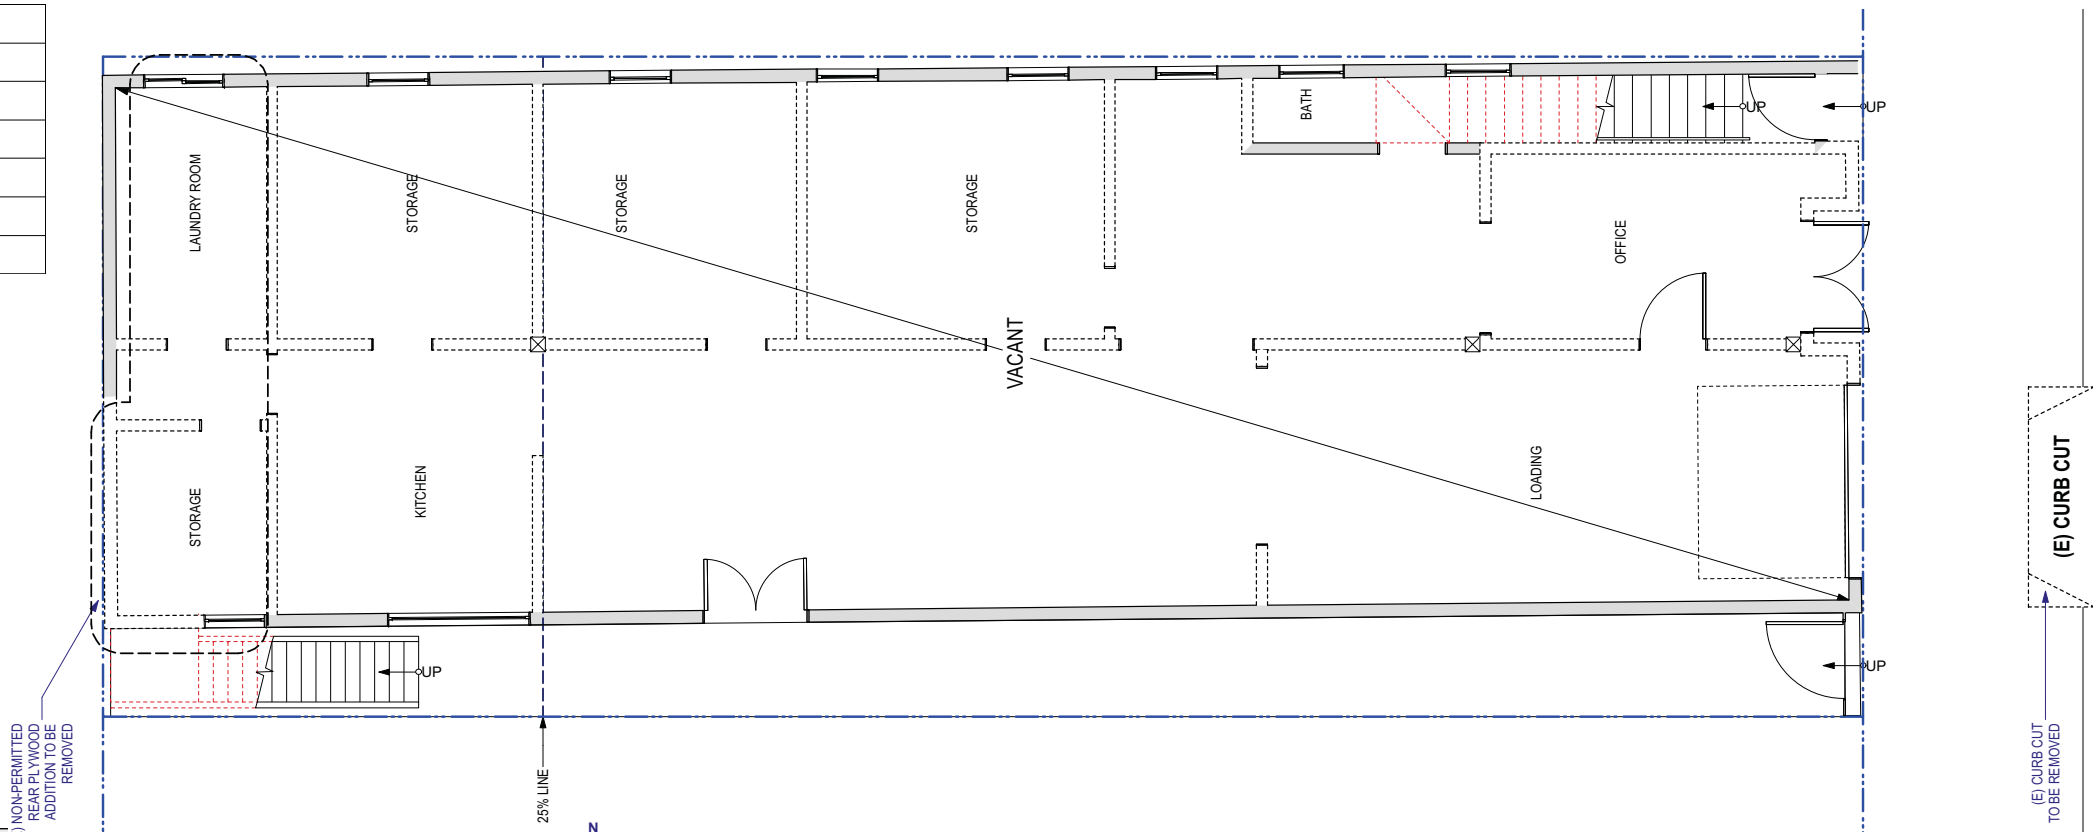 BATH
UP
UP
LAUNDRY ROOM
STORAGE
STORAGE
STORAGE
OFFICE
VACANT
STORAGE
KITCHEN
LOADING
(E) CURB CUT
UP
UP
) NON-PERMITTED
REAR PLYWOOD
ADDITION TO BE
REMOVED
25% LINE
(E) CURB CUT
TO BE REMOVED
N